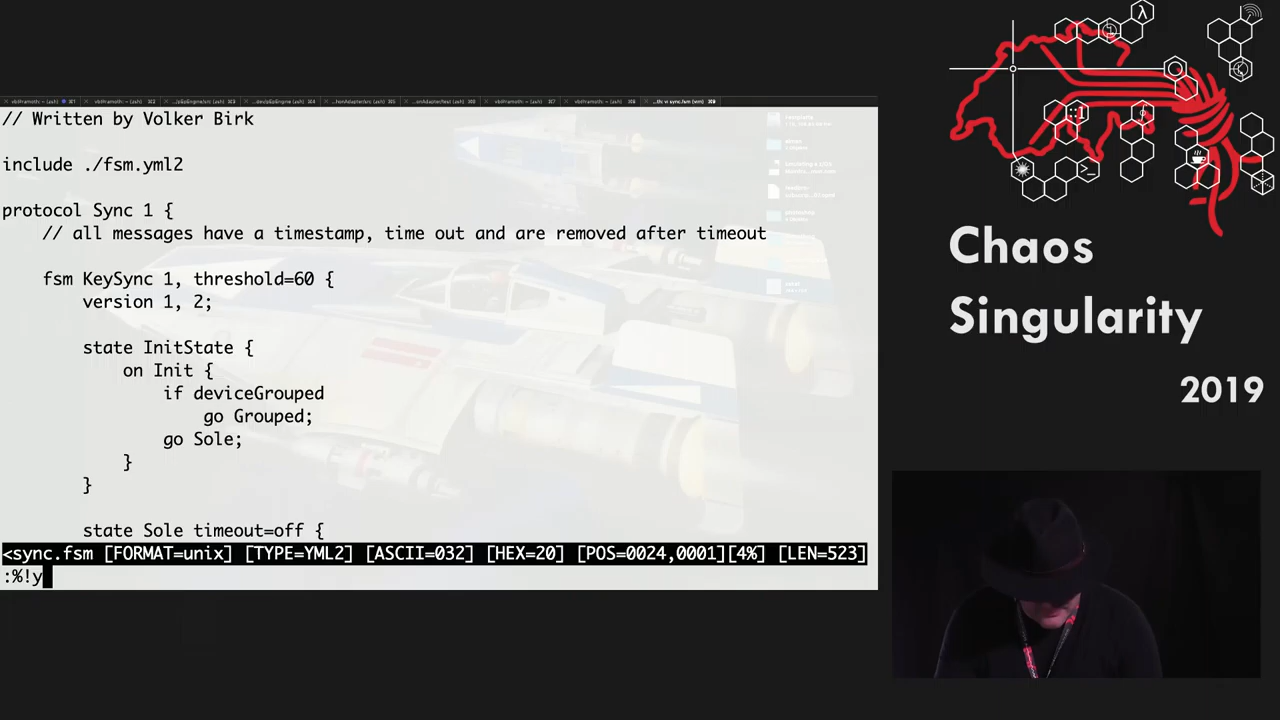 // Written by Volker Birk
include ./fsm.yml2
protocol Sync 1 {
// all messages have a timestamp, time out and are removed after timeout
fsm KeySync 1, threshold=60 {
version 1, 2;
state InitState {
on Init {
if deviceGrouped
go Grouped;
go Sole;
}
}
state Sole timeout=off {
<sync.fsm [FORMAT=unix] [TYPE=YML2] [ASCII=032] [HEX=20] [POS=0024,0001][4%] [LEN=523]
:%!y
Chaos
Singularity
2019